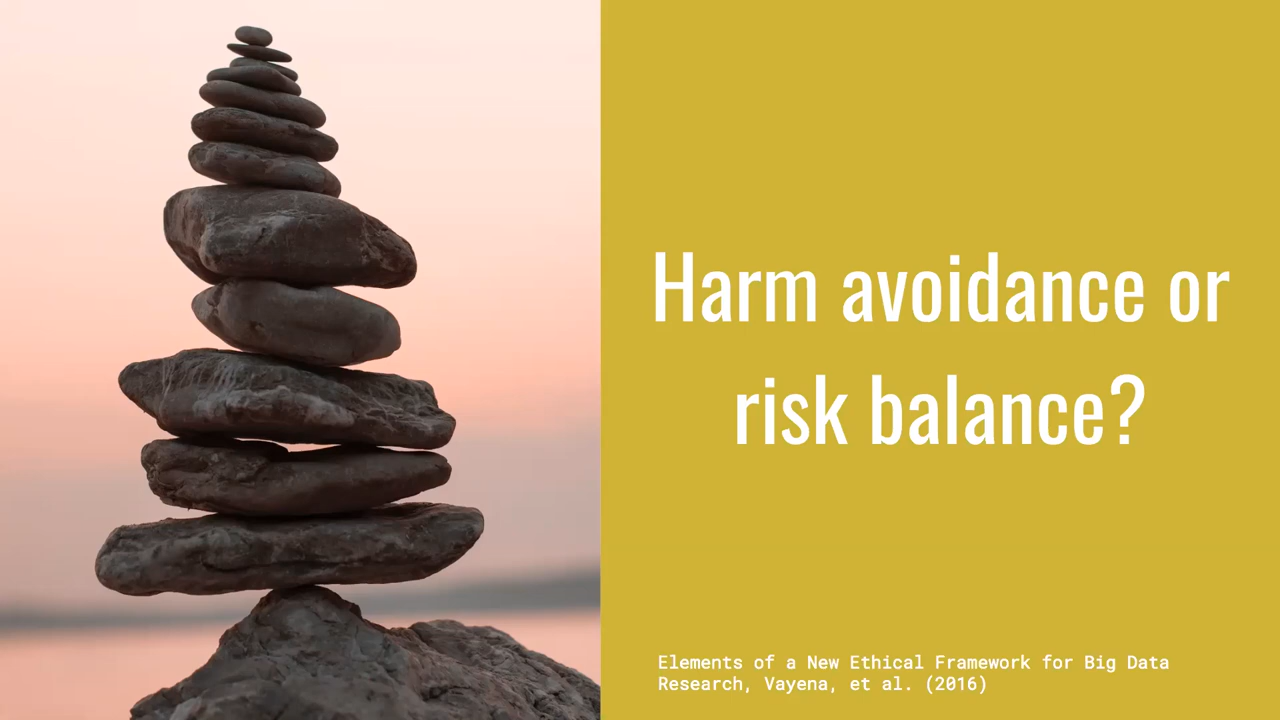 Harm avoidance or
risk balance?
Elements of a New Ethical Framework for Big Data
Research, Vayena, et al. (2016)